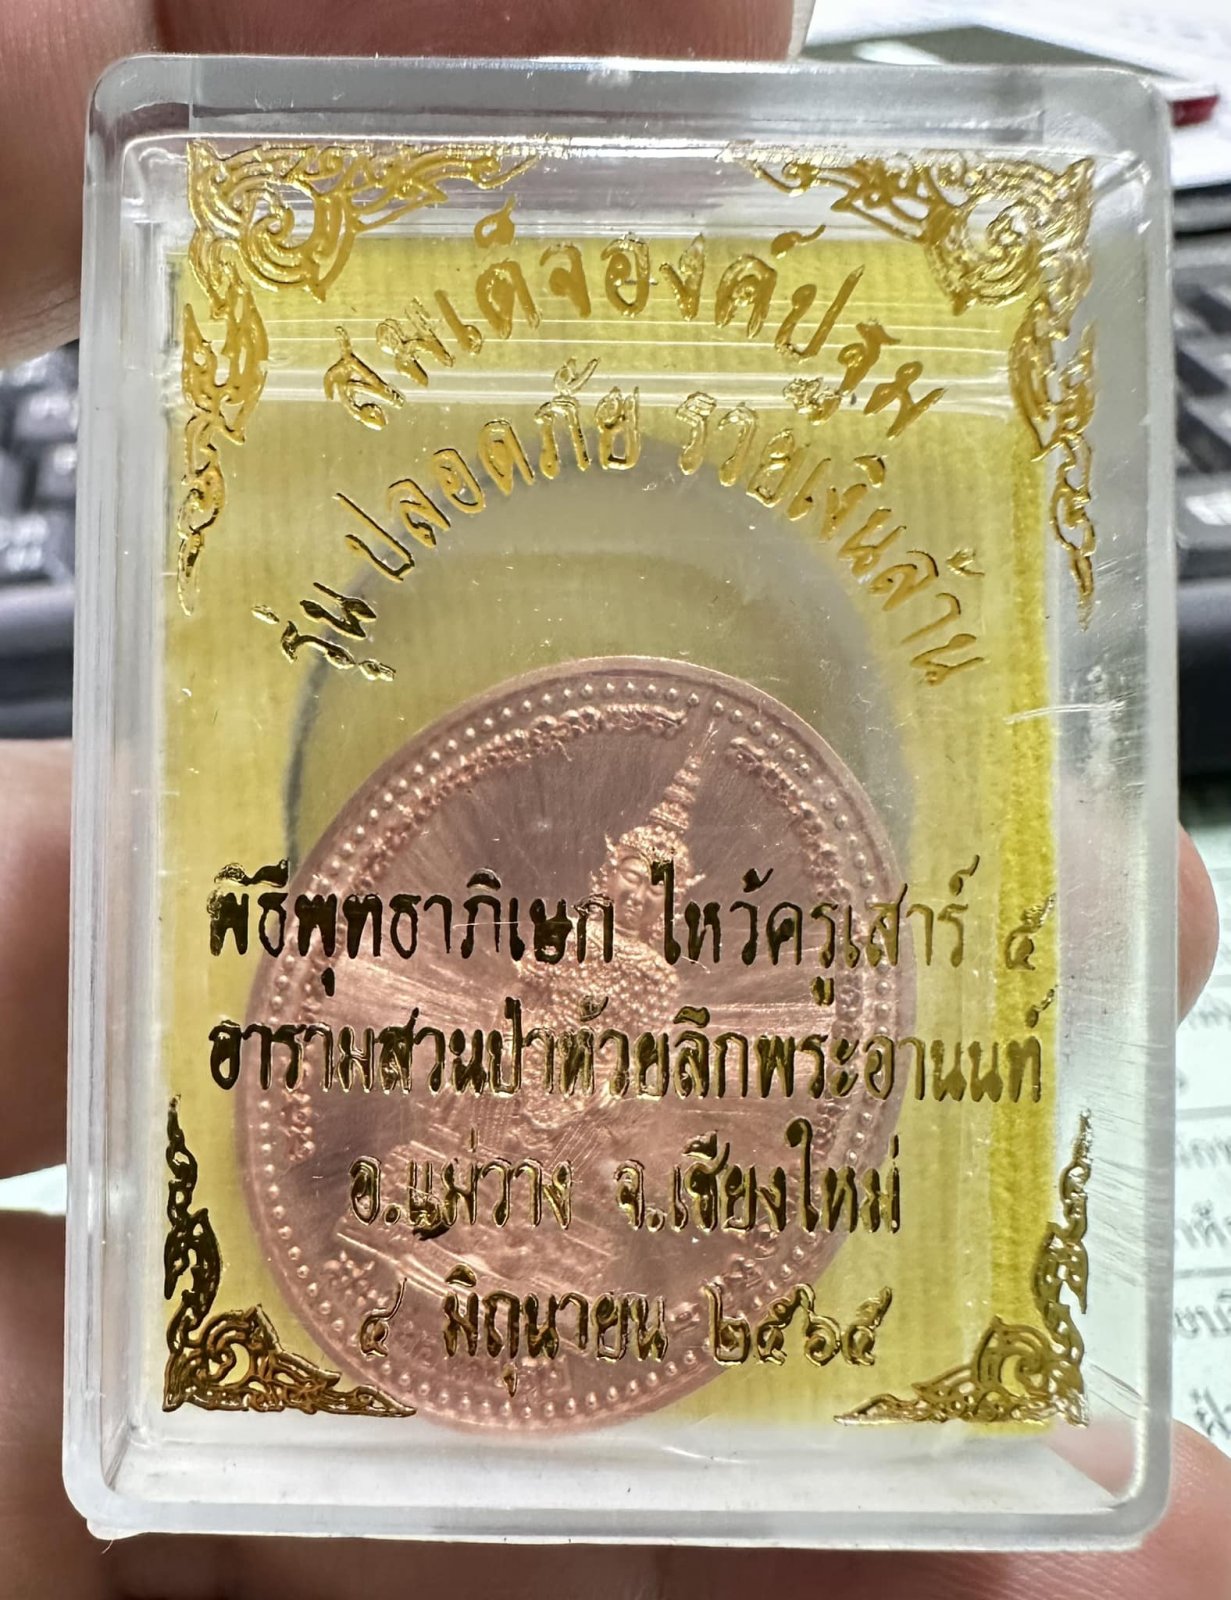 สมเด็จองค์ปฐม
รุ่น ปลอดภัย รวยเงินล้าน
พิธีพุทธาภิเษก ไหว้ครูเสาร์ ๕
อารามสวนป่าห้วยลึกพระอานนท์
อ.แม่วาง จ.เชียงใหม่
๔ มิถุนายน ๒๕๖๕